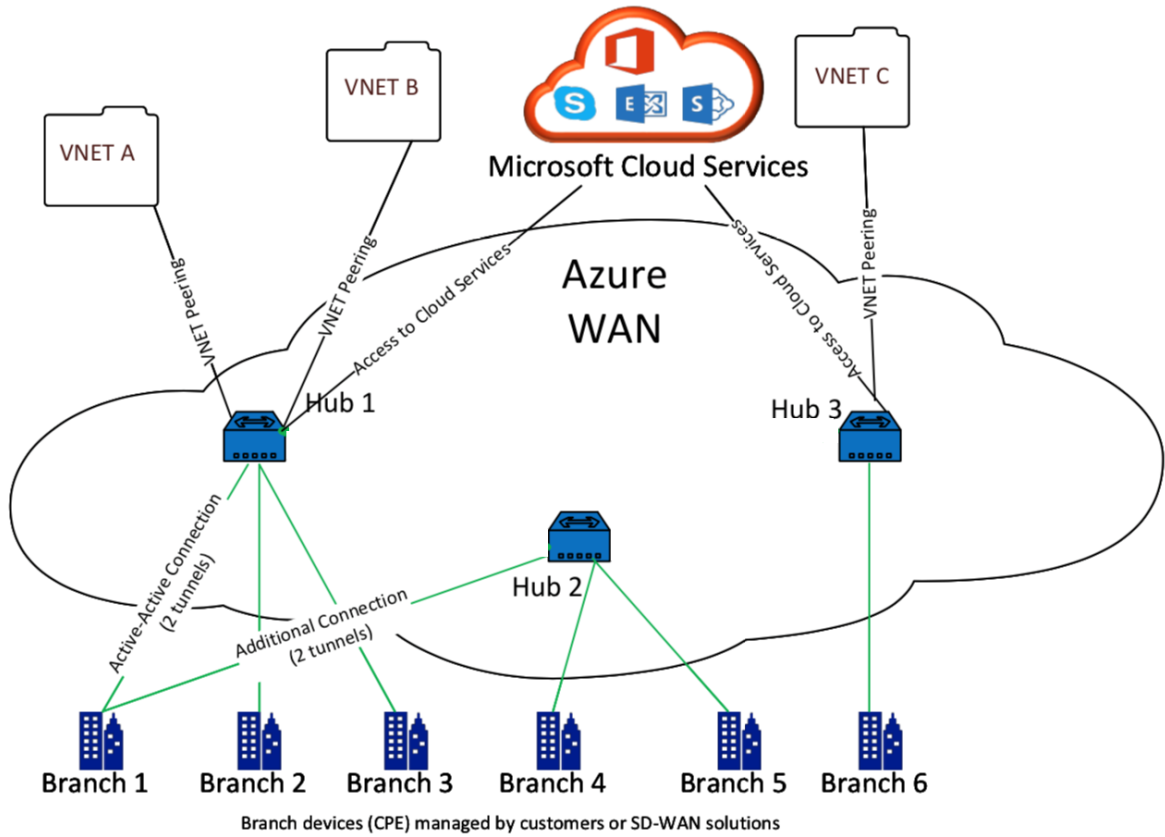 VNET A
VNET B
VNET C
S
E
S
Microsoft Cloud Services
VNET Peering
VNET Peering
Access to Cloud Services
Access to Cloud Services
VNET Peering
Azure
WAN
Hub 1
Hub 3
Hub 2
Active-Active Connection
(2 tunnels)
Additional Connection
(2 tunnels)
Branch 1
Branch 2
Branch 3
Branch 4
Branch 5
Branch 6
Branch devices (CPE) managed by customers or SD-WAN solutions